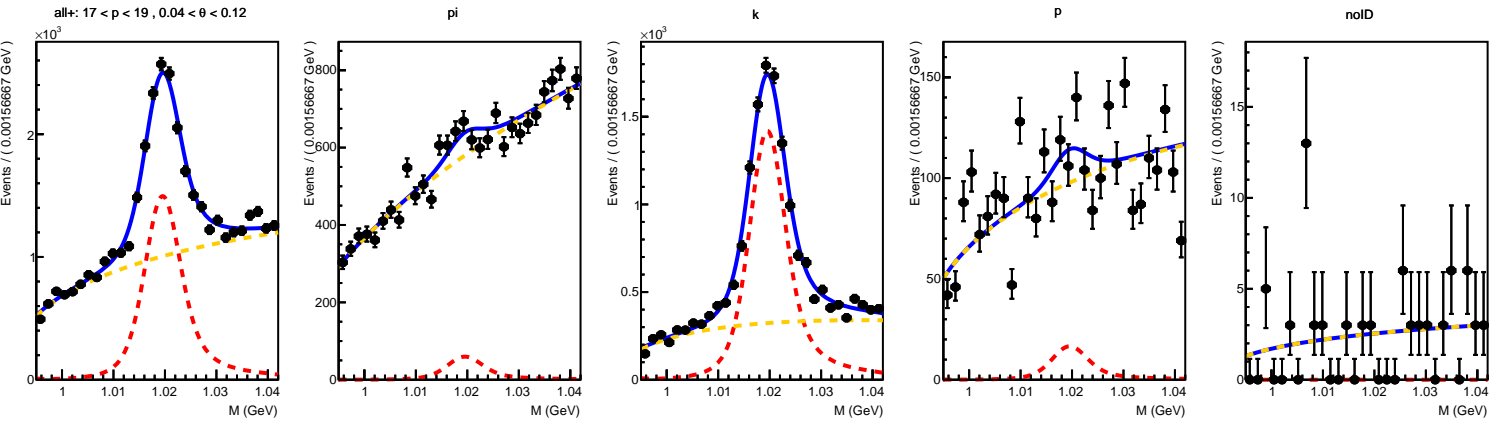 all+: 17 < p < 19 , 0.04 < θ < 0.12
×10³
Events / ( 0.00156667 GeV )
2
1
0
1 1.01 1.02 1.03 1.04
M (GeV)
pi
Events / ( 0.00156667 GeV )
800
600
400
200
0
1 1.01 1.02 1.03 1.04
M (GeV)
k
×10³
Events / ( 0.00156667 GeV )
1.5
1
0.5
0
1 1.01 1.02 1.03 1.04
M (GeV)
p
Events / ( 0.00156667 GeV )
150
100
50
0
1 1.01 1.02 1.03 1.04
M (GeV)
noID
Events / ( 0.00156667 GeV )
15
10
5
0
1 1.01 1.02 1.03 1.04
M (GeV)